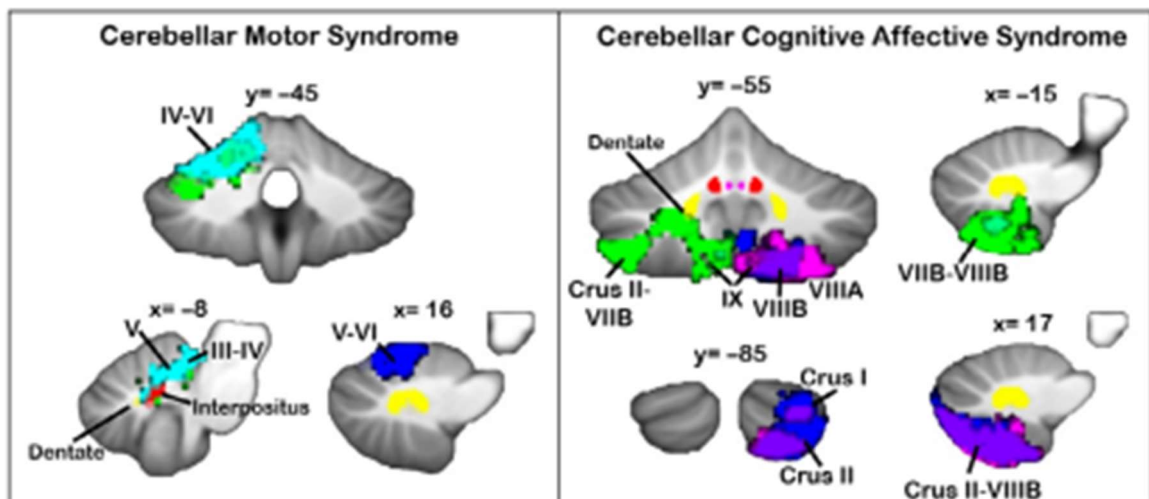 Cerebellar Motor Syndrome
y= –45
IV-VI
x= –8
V
III-IV
Interpositus
Dentate
x= 16
V-VI
Cerebellar Cognitive Affective Syndrome
y= –55
Dentate
Crus II-
VIIB
IX
VIIIB
VIIIA
x= –15
VIIB-VIIIB
y= –85
Crus I
Crus II
x= 17
Crus II-VIIIB